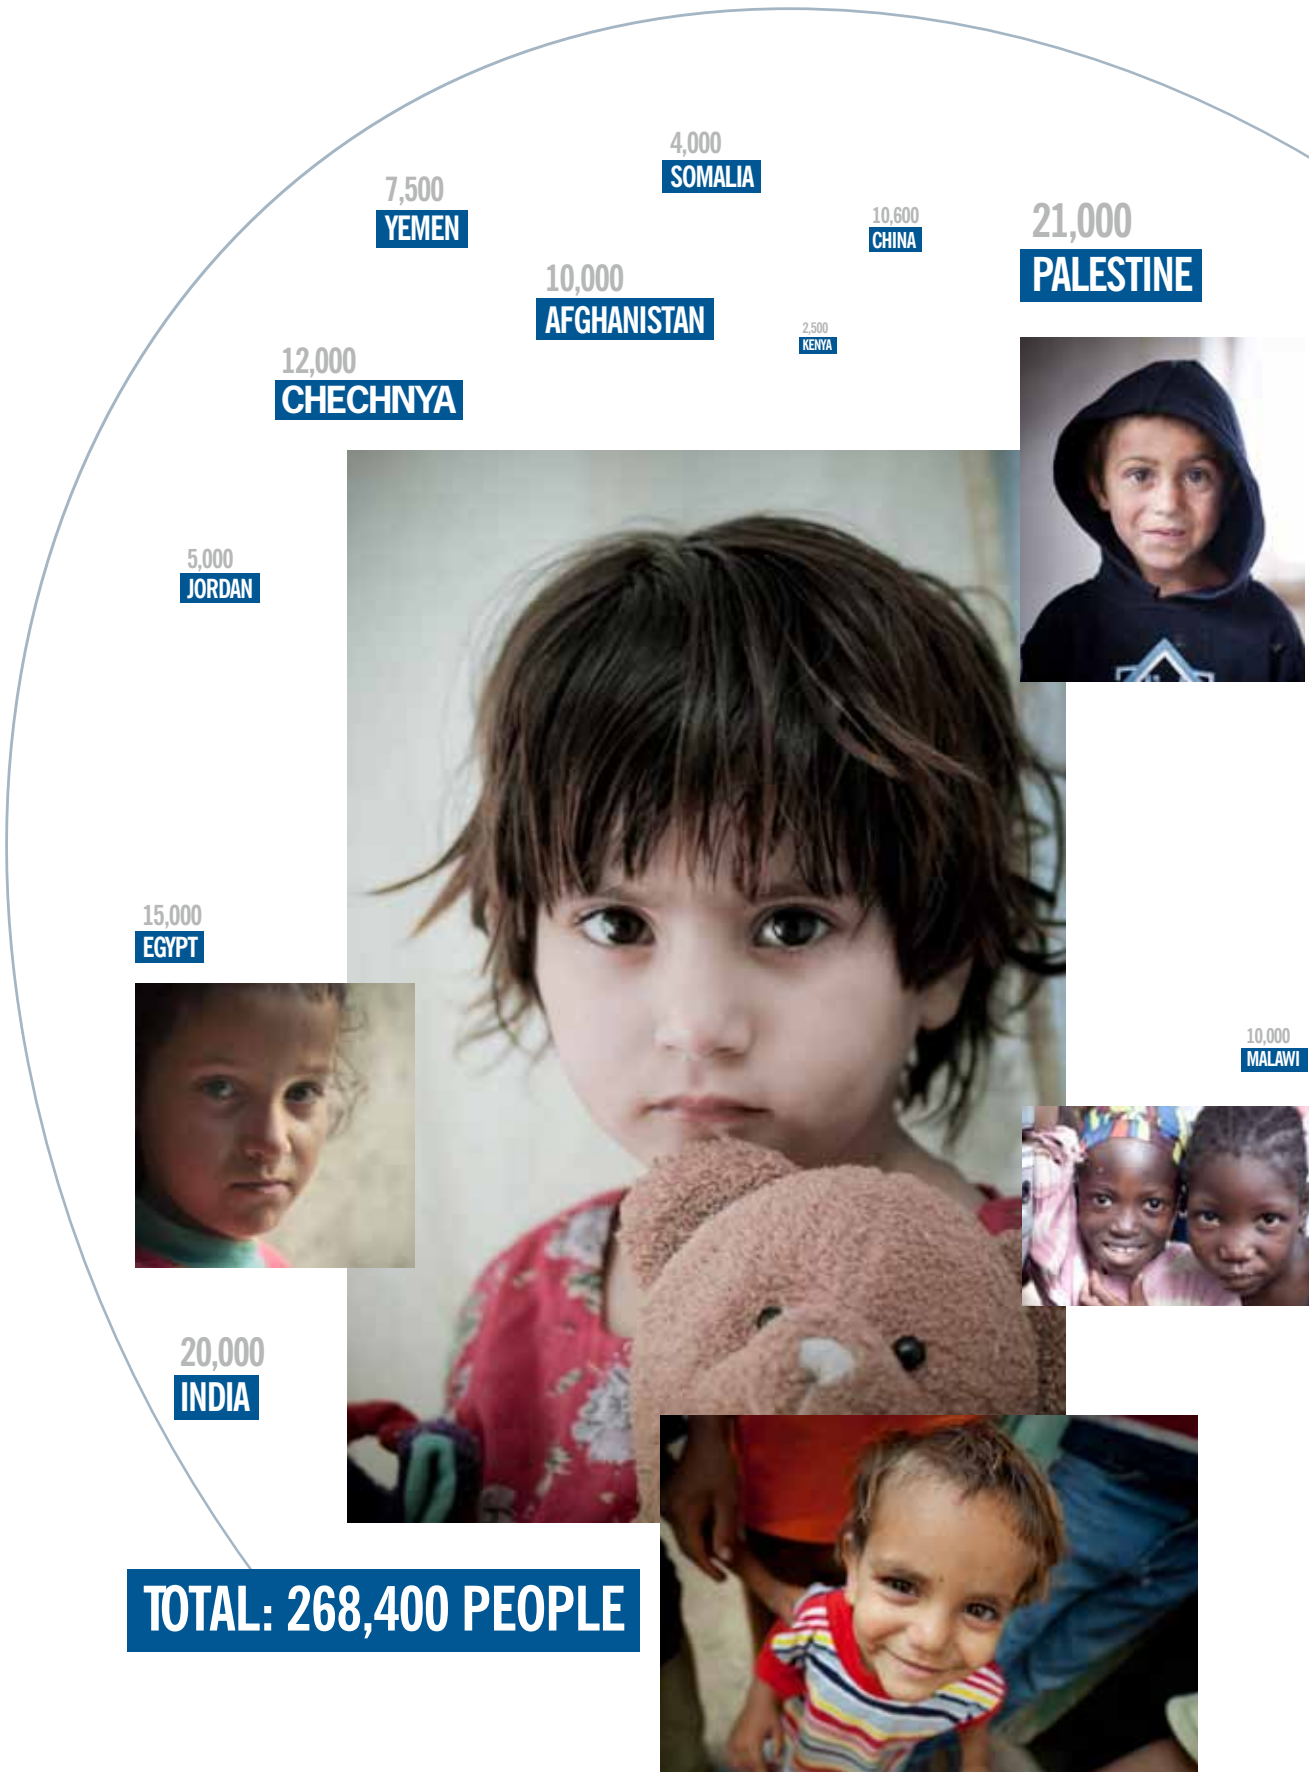 4,000
SOMALIA
7,500
YEMEN
10,600
CHINA
21,000
PALESTINE
10,000
AFGHANISTAN
2,500
KENYA
12,000
CHECHNYA
5,000
JORDAN
15,000
EGYPT
10,000
MALAWI
20,000
INDIA
TOTAL: 268,400 PEOPLE